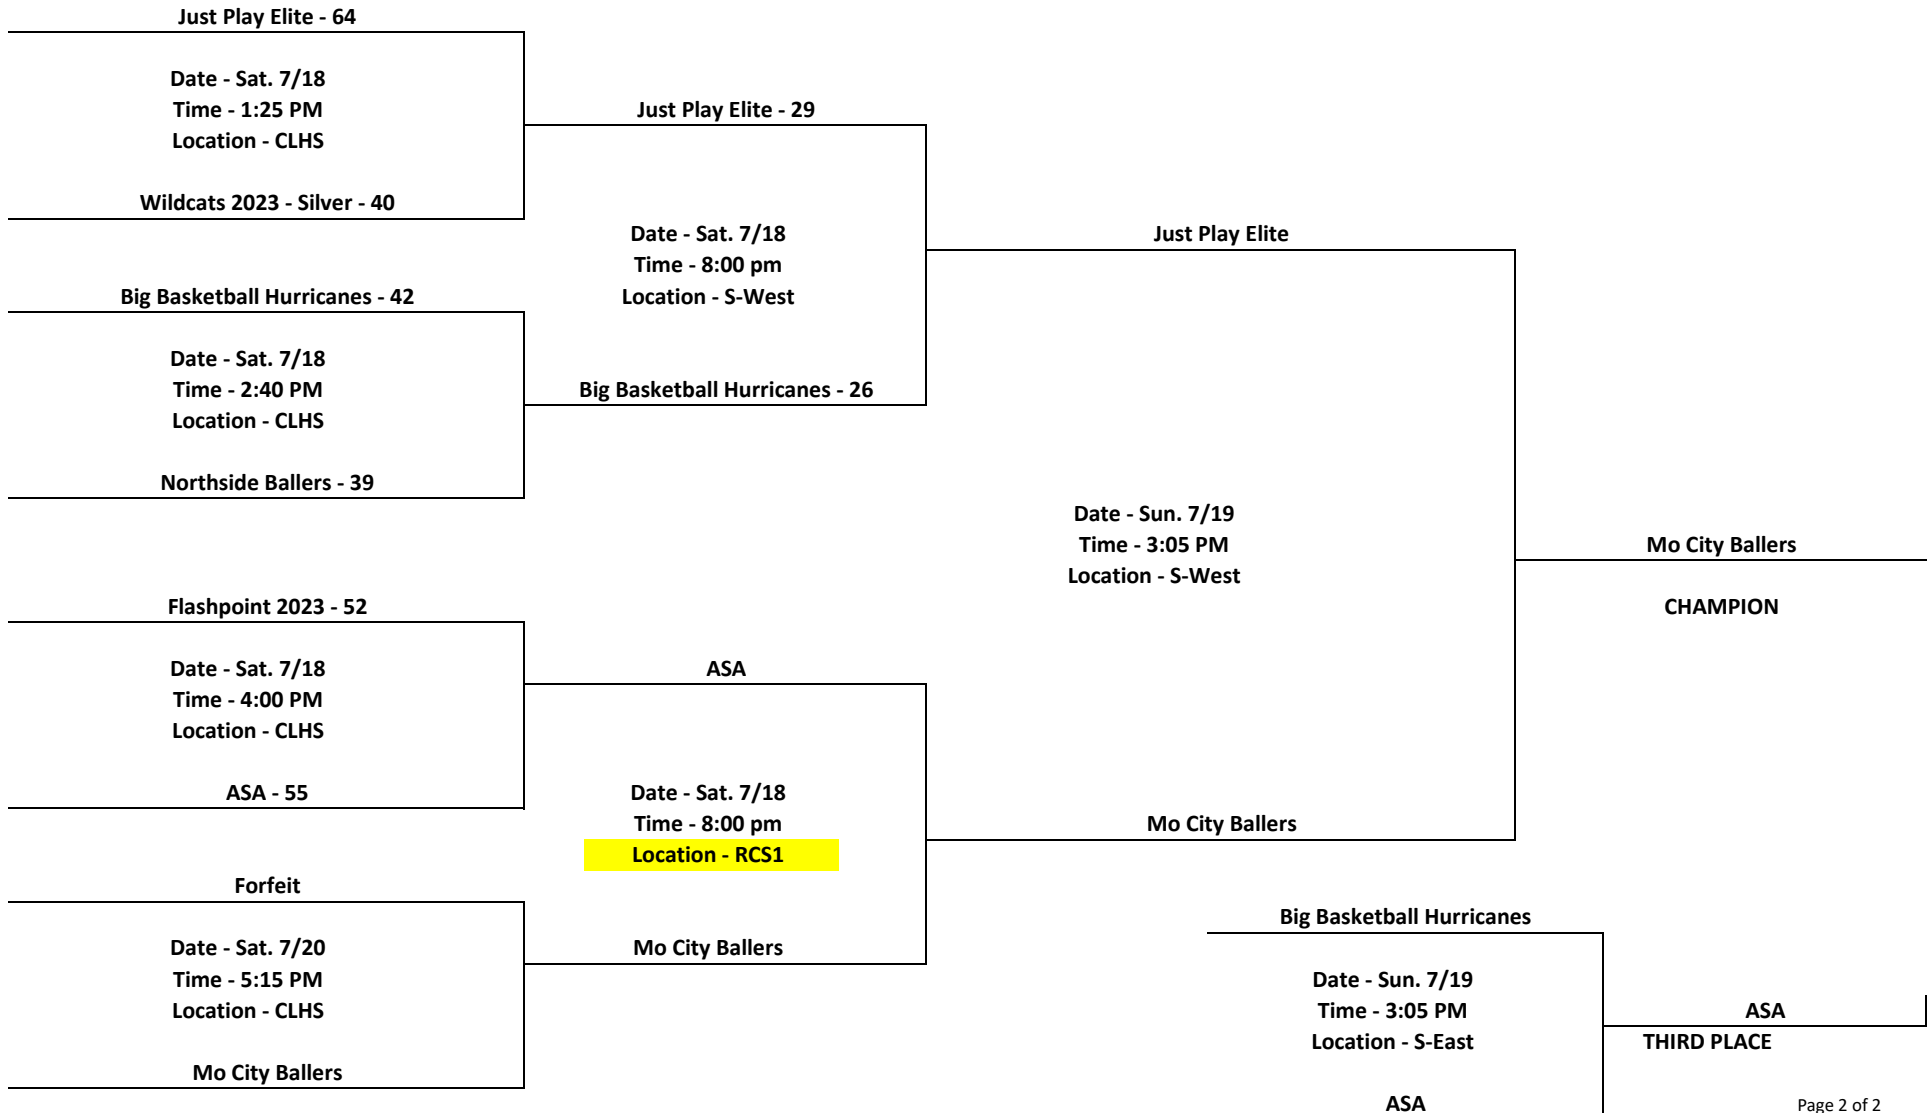 Just Play Elite - 64
Date - Sat. 7/18
Time - 1:25 PM
Location - CLHS
Wildcats 2023 - Silver - 40
Big Basketball Hurricanes - 42
Date - Sat. 7/18
Time - 2:40 PM
Location - CLHS
Northside Ballers - 39
Flashpoint 2023 - 52
Date - Sat. 7/18
Time - 4:00 PM
Location - CLHS
ASA - 55
Forfeit
Date - Sat. 7/20
Time - 5:15 PM
Location - CLHS
Mo City Ballers
Just Play Elite - 29
Date - Sat. 7/18
Time - 8:00 pm
Location - S-West
Big Basketball Hurricanes - 26
ASA
Date - Sat. 7/18
Time - 8:00 pm
Location - RCS1
Mo City Ballers
Just Play Elite
Date - Sun. 7/19
Time - 3:05 PM
Location - S-West
Mo City Ballers
Mo City Ballers
CHAMPION
Big Basketball Hurricanes
Date - Sun. 7/19
Time - 3:05 PM
Location - S-East
ASA
ASA
THIRD PLACE
Page 2 of 2